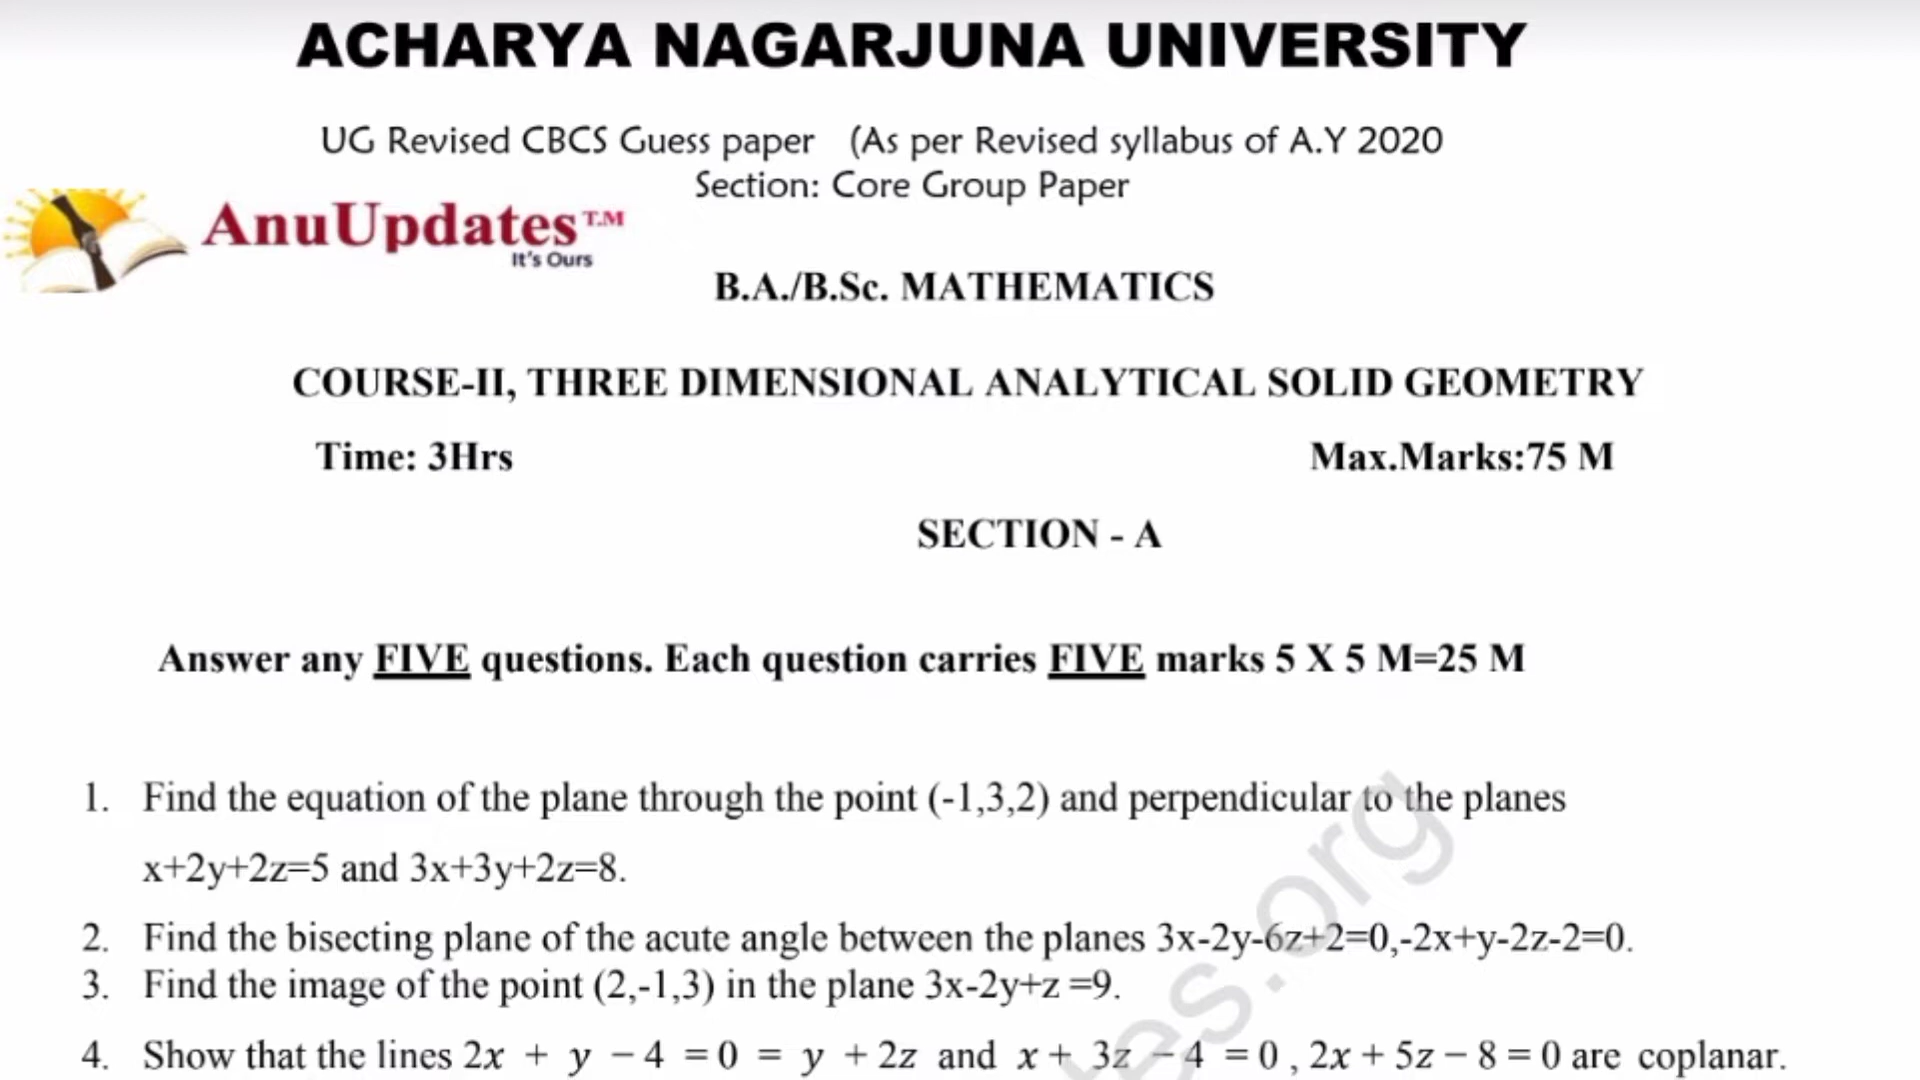 ACHARYA NAGARJUNA UNIVERSITY
UG Revised CBCS Guess paper (As per Revised syllabus of A.Y 2020
Section: Core Group Paper
AnuUpdates T.M
It's Ours
B.A./B.Sc. MATHEMATICS
COURSE-II, THREE DIMENSIONAL ANALYTICAL SOLID GEOMETRY
Time: 3Hrs Max.Marks:75 M
SECTION - A
Answer any FIVE questions. Each question carries FIVE marks 5 X 5 M=25 M
1. Find the equation of the plane through the point (-1,3,2) and perpendicular to the planes
x+2y+2z=5 and 3x+3y+2z=8.
2. Find the bisecting plane of the acute angle between the planes 3x-2y-6z+2=0,-2x+y-2z-2=0.
3. Find the image of the point (2,-1,3) in the plane 3x-2y+z =9.
4. Show that the lines 2x + y − 4 = 0 = y + 2z and x + 3z − 4 = 0 , 2x + 5z − 8 = 0 are coplanar.
tes.org